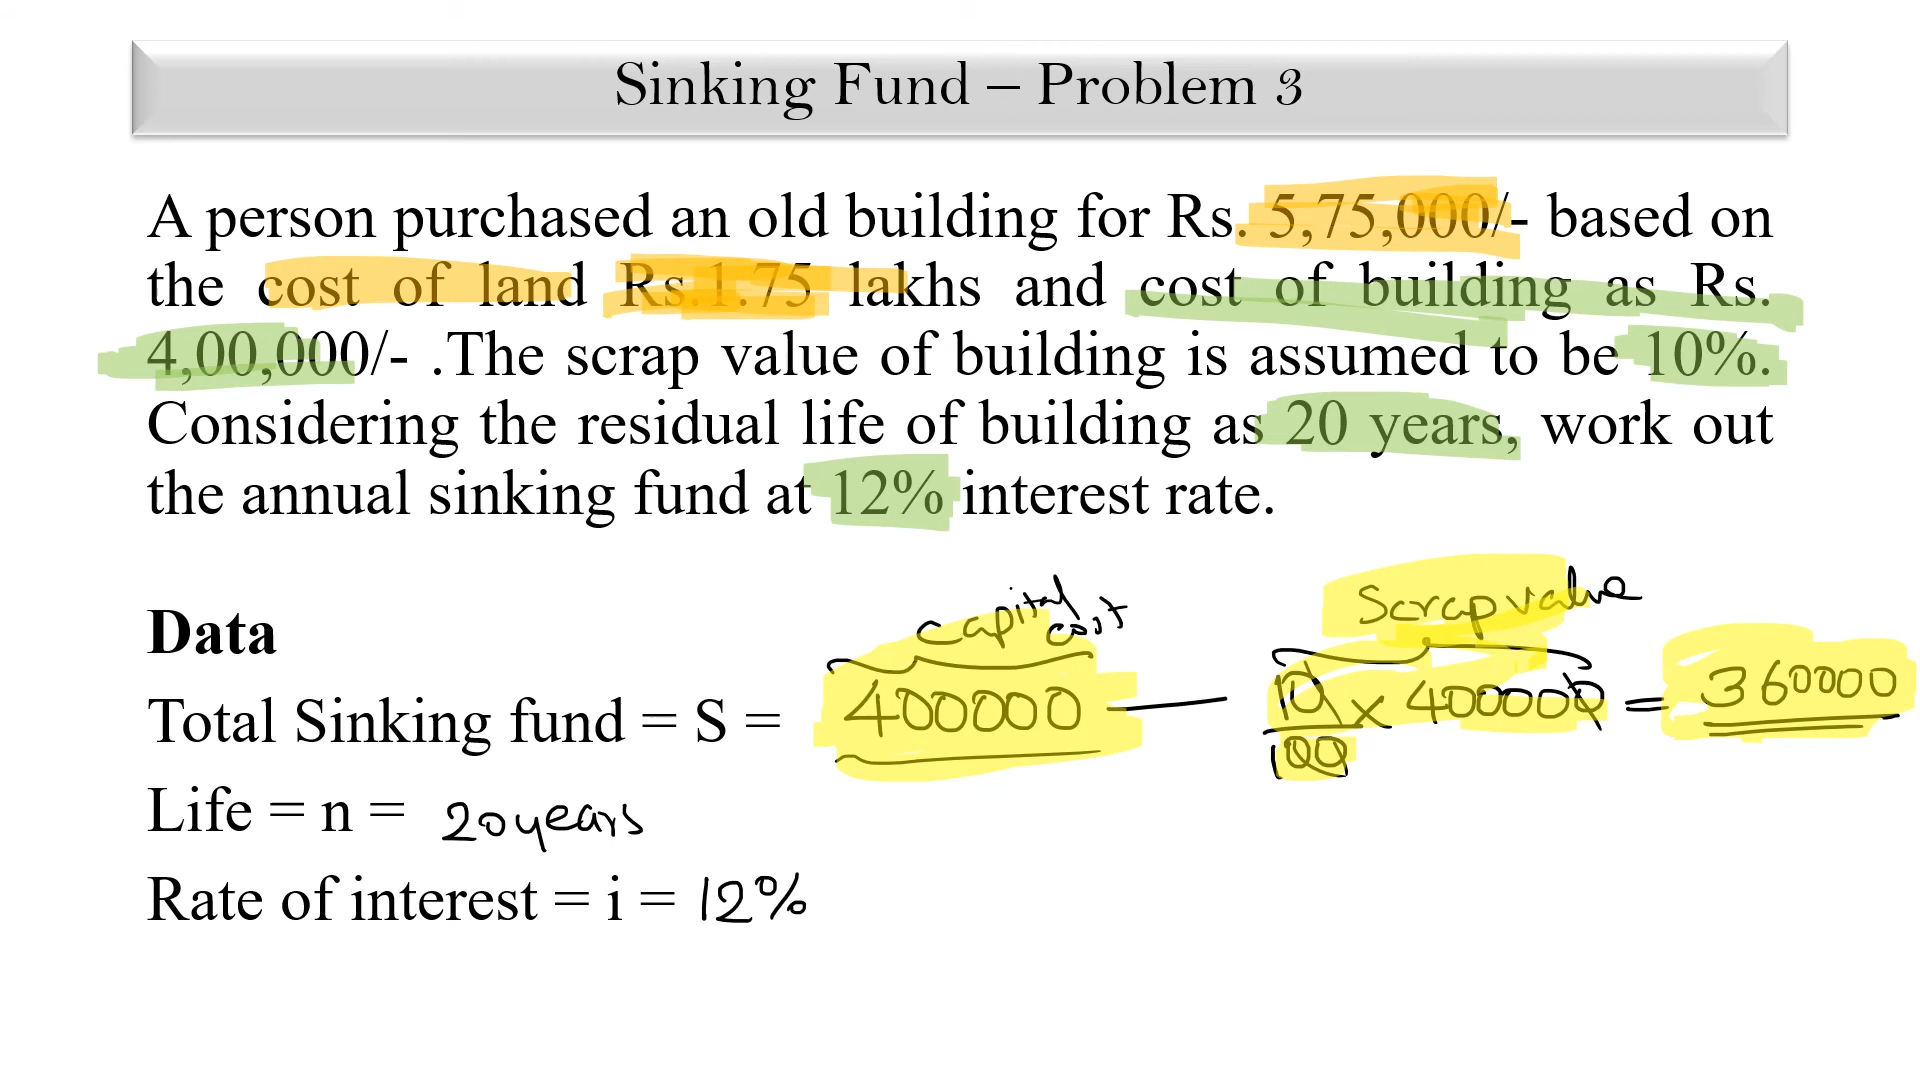 Sinking Fund – Problem 3
A person purchased an old building for Rs. 5,75,000/- based on
the cost of land Rs.1.75 lakhs and cost of building as Rs.
4,00,000/- .The scrap value of building is assumed to be 10%.
Considering the residual life of building as 20 years, work out
the annual sinking fund at 12% interest rate.
Data
capital cost
Scrap value
Total Sinking fund = S = 400000 — 10/100 × 400000 = 360000
Life = n = 20 years
Rate of interest = i = 12%